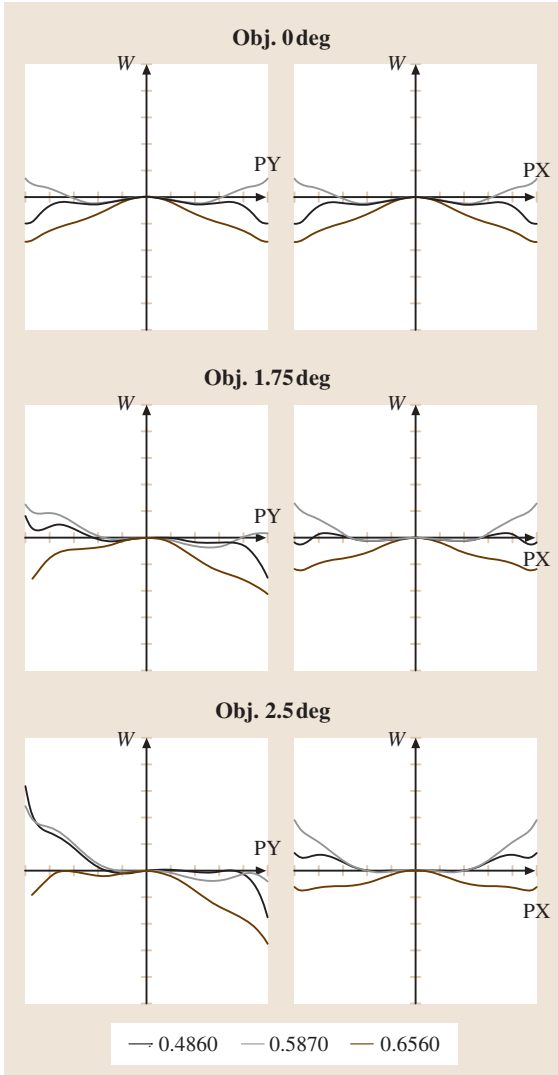 Obj. 0 deg
W
W
PY
PX
Obj. 1.75 deg
W
W
PY
PX
Obj. 2.5 deg
W
W
PY
PX
0.4860 0.5870 0.6560